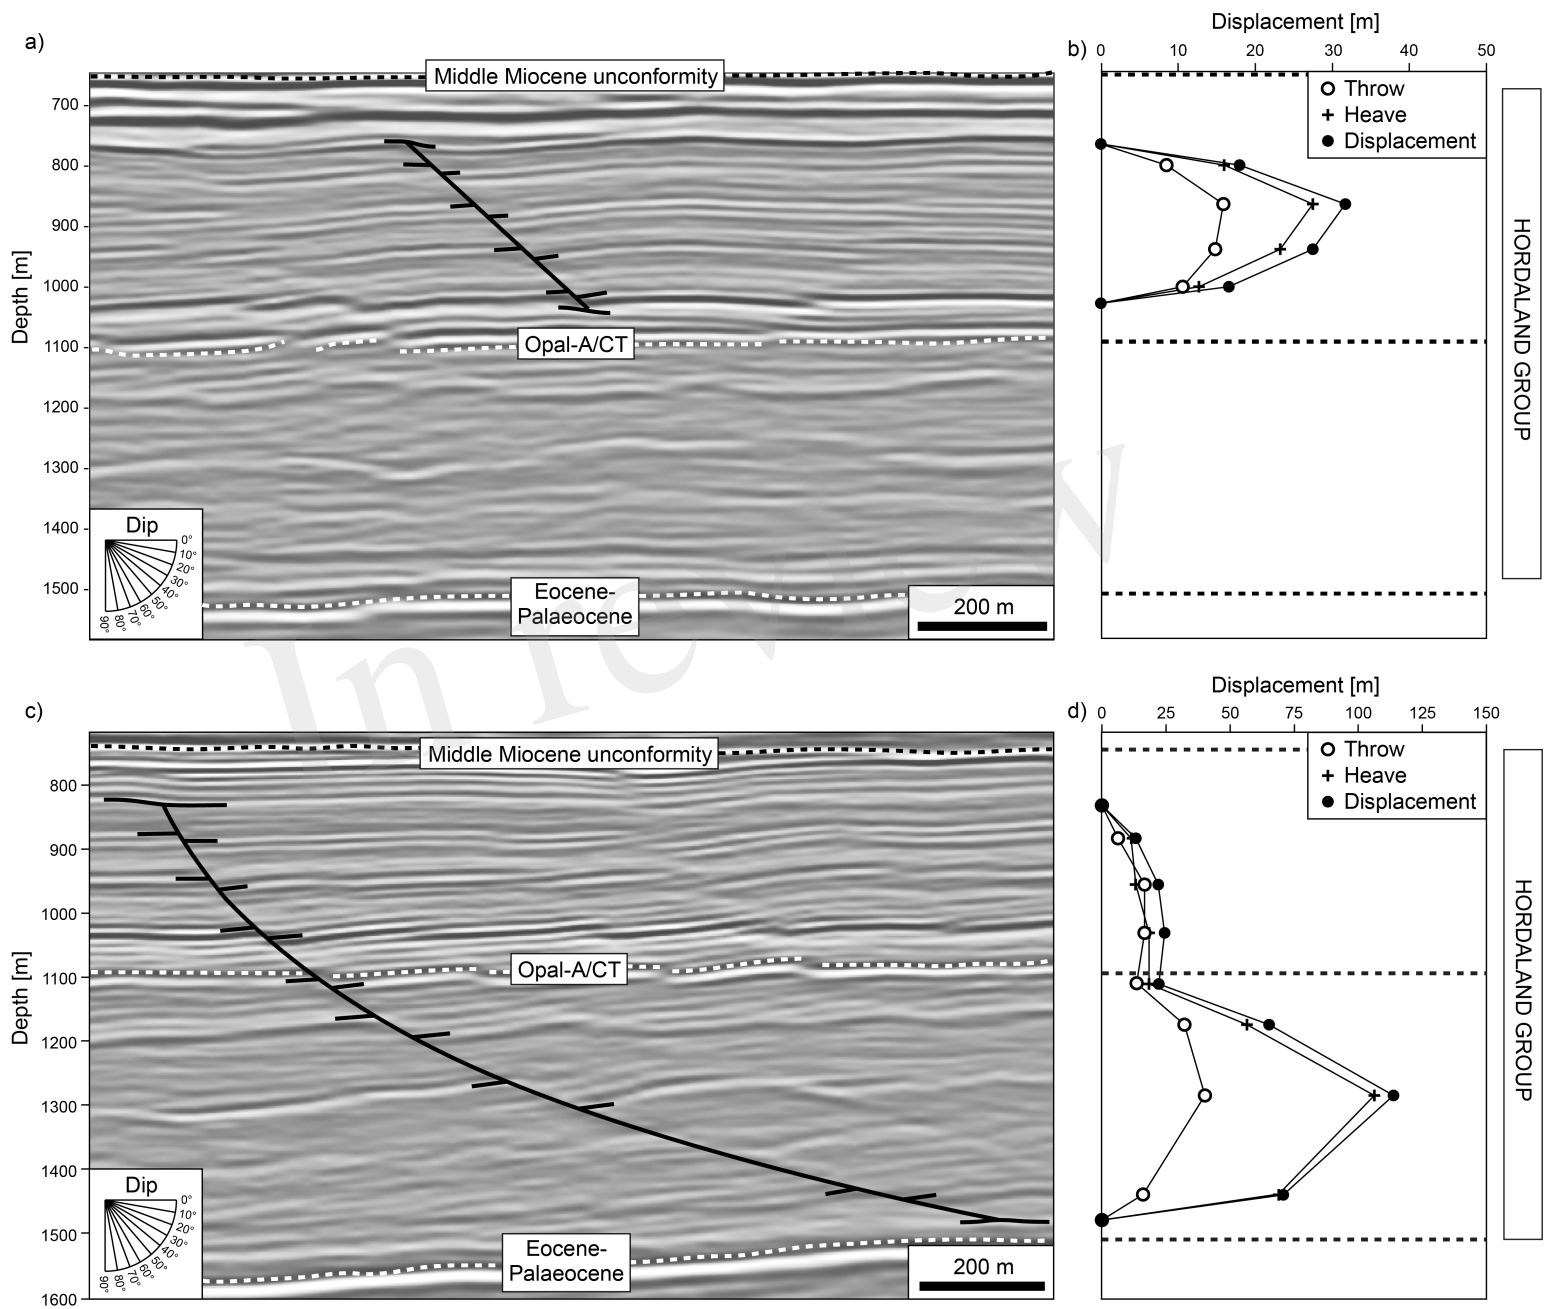 a)
Displacement [m]
b)
0 10 20 30 40 50
Middle Miocene unconformity
Throw
Heave
Displacement
700
800
900
1000
1100
1200
1300
1400
1500
Depth [m]
Opal-A/CT
HORDALAND GROUP
Dip
0°
10°
20°
30°
40°
50°
60°
70°
80°
90°
Eocene-
Palaeocene
200 m
In review
c)
Displacement [m]
d)
0 25 50 75 100 125 150
Middle Miocene unconformity
Throw
Heave
Displacement
800
900
1000
1100
1200
1300
1400
1500
1600
Depth [m]
Opal-A/CT
HORDALAND GROUP
Dip
0°
10°
20°
30°
40°
50°
60°
70°
80°
90°
Eocene-
Palaeocene
200 m